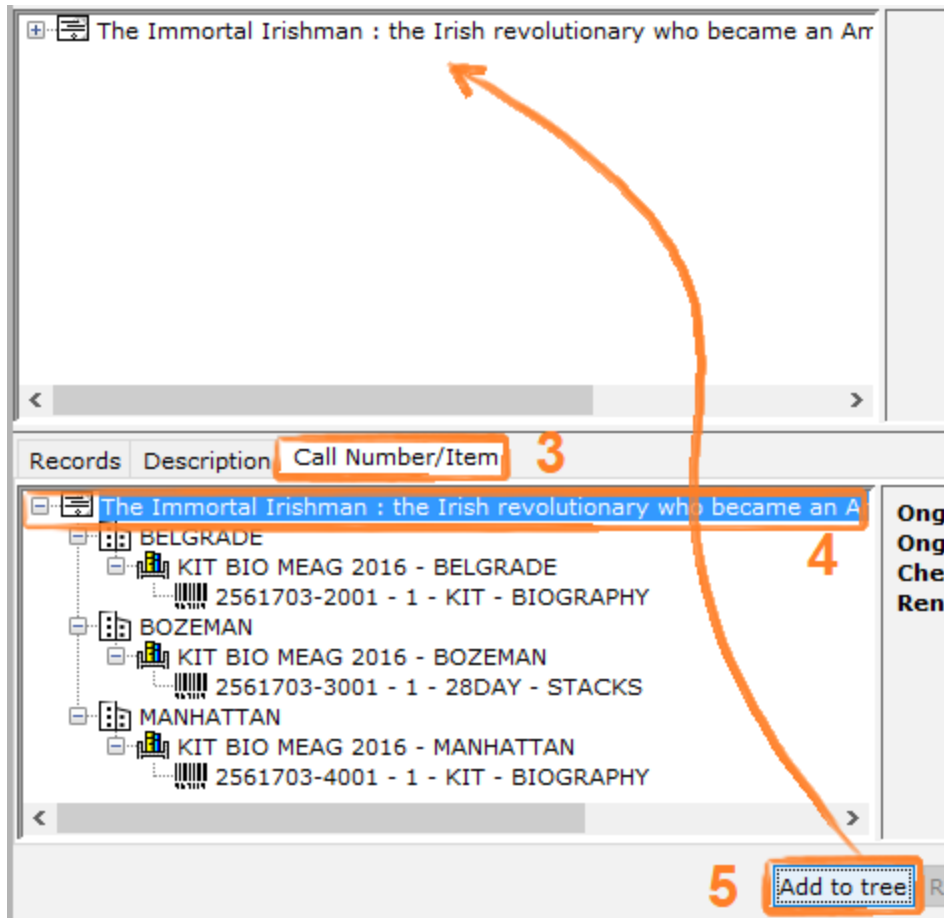 The Immortal Irishman : the Irish revolutionary who became an Am
Records Description Call Number/Item 3
The Immortal Irishman : the Irish revolutionary who became an A
4
BELGRADE
KIT BIO MEAG 2016 - BELGRADE
2561703-2001 - 1 - KIT - BIOGRAPHY
BOZEMAN
KIT BIO MEAG 2016 - BOZEMAN
2561703-3001 - 1 - 28DAY - STACKS
MANHATTAN
KIT BIO MEAG 2016 - MANHATTAN
2561703-4001 - 1 - KIT - BIOGRAPHY
Ong
Ong
Che
Ren
5 Add to tree R